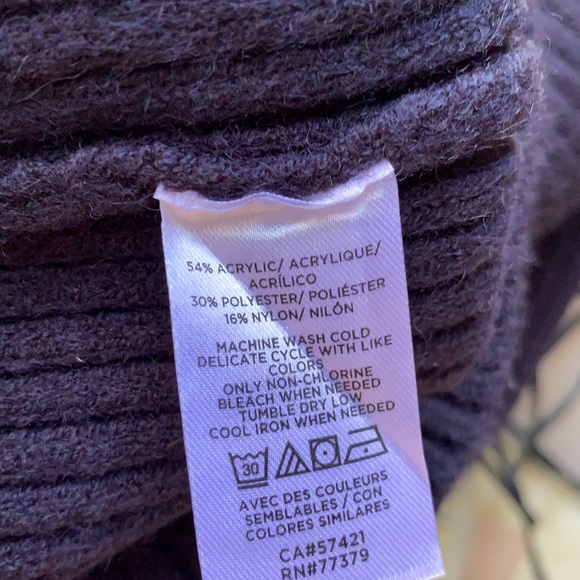 54% ACRYLIC/ ACRYLIQUE/
ACRÍLICO
30% POLYESTER/ POLIÉSTER
16% NYLON/ NILÓN
MACHINE WASH COLD
DELICATE CYCLE WITH LIKE
COLORS
ONLY NON-CHLORINE
BLEACH WHEN NEEDED
TUMBLE DRY LOW
COOL IRON WHEN NEEDED
30
AVEC DES COULEURS
SEMBLABLES / CON
COLORES SIMILARES
CA#57421
RN#77379